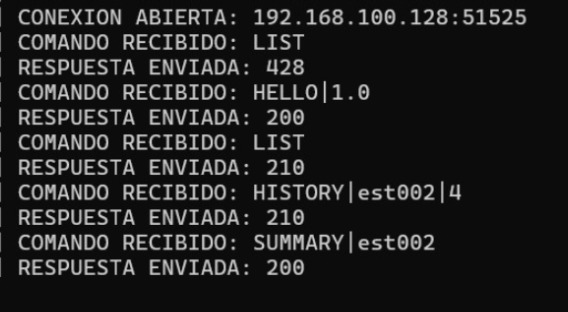 CONEXION ABIERTA: 192.168.100.128:51525
COMANDO RECIBIDO: LIST
RESPUESTA ENVIADA: 428
COMANDO RECIBIDO: HELLO|1.0
RESPUESTA ENVIADA: 200
COMANDO RECIBIDO: LIST
RESPUESTA ENVIADA: 210
COMANDO RECIBIDO: HISTORY|est002|4
RESPUESTA ENVIADA: 210
COMANDO RECIBIDO: SUMMARY|est002
RESPUESTA ENVIADA: 200